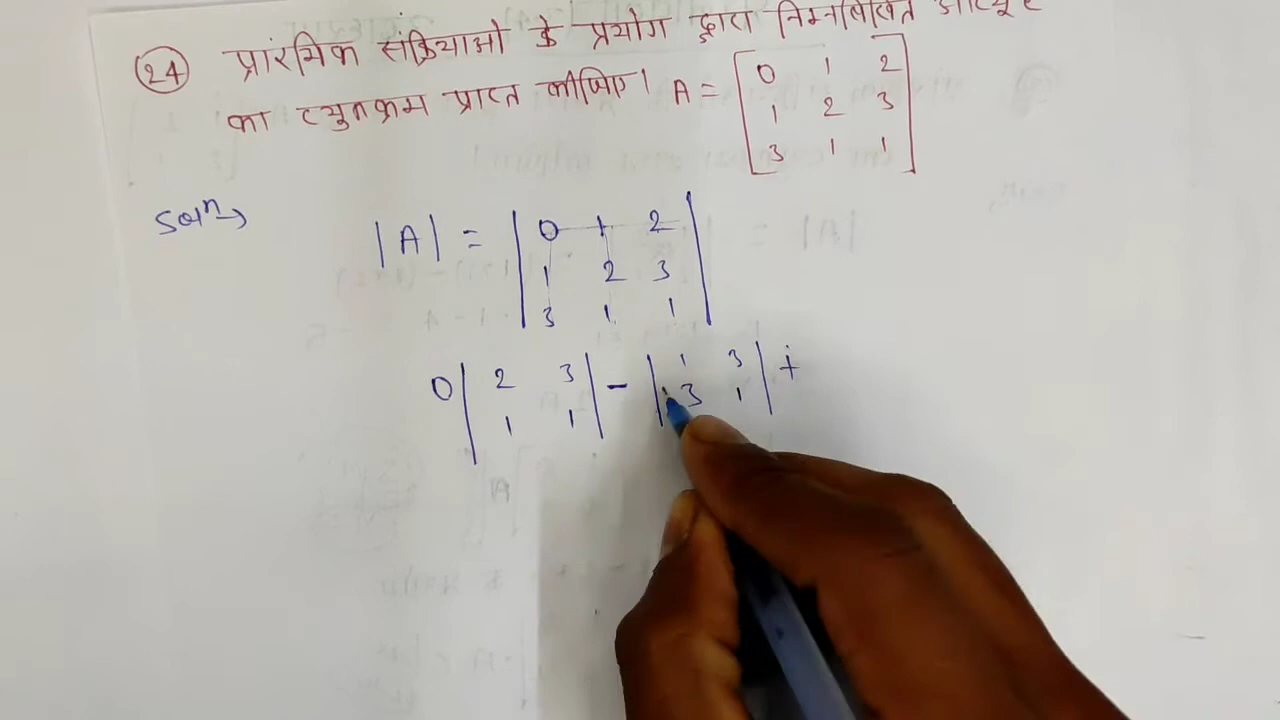 24 प्रारंभिक संक्रियाओ के प्रयोग द्वारा निम्नलिखित
का व्युत्क्रम प्राप्त कीजिए। A = [0 1 2
1 2 3
3 1 1]
Solⁿ→ |A| = |0 1 2
1 2 3
3 1 1|
0|2 3 - |1 3 +
1 1| 3 1|